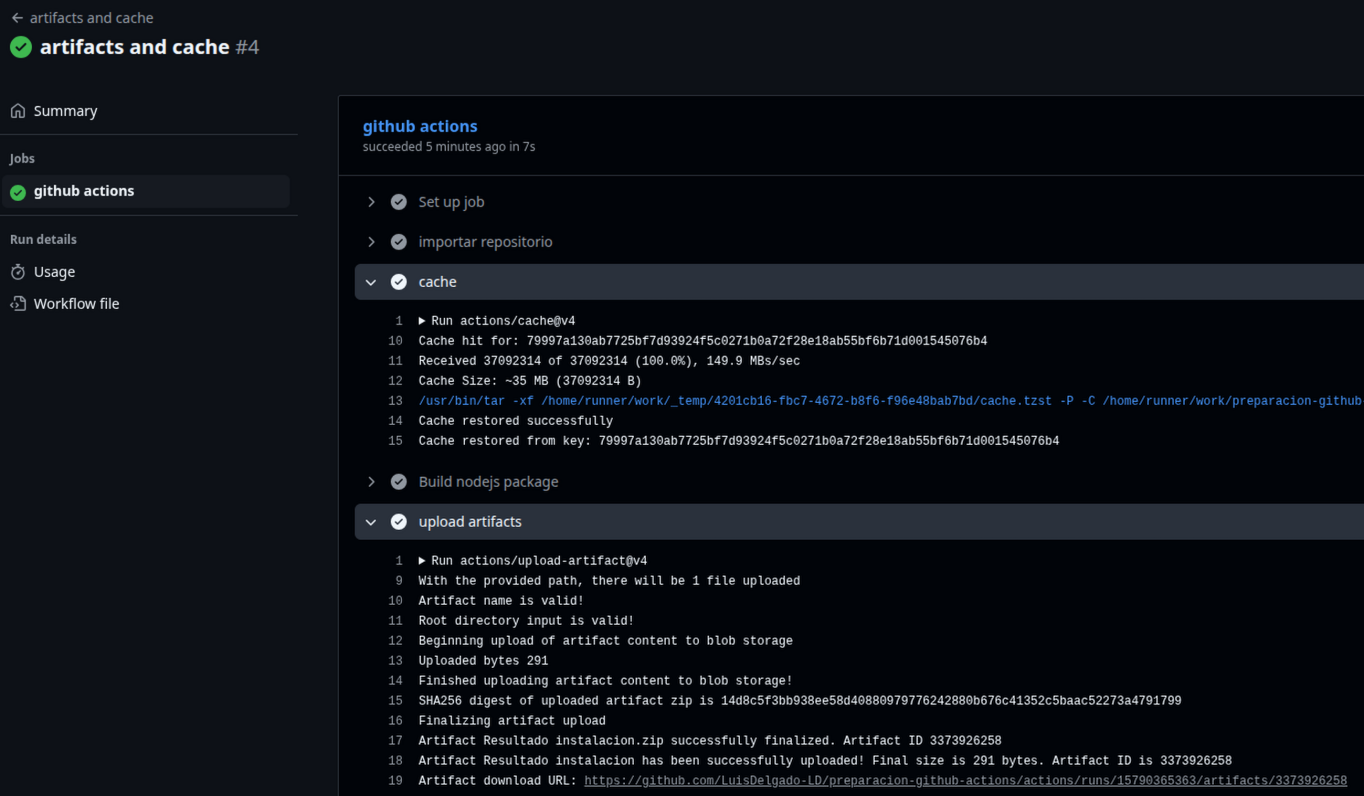 artifacts and cache
artifacts and cache #4
Summary
Jobs
github actions
Run details
Usage
Workflow file
github actions
succeeded 5 minutes ago in 7s
Set up job
importar repositorio
cache
1 Run actions/cache@v4
10 Cache hit for: 79997a130ab7725bf7d93924f5c0271b0a72f28e18ab55bf6b71d001545076b4
11 Received 37092314 of 37092314 (100.0%), 149.9 MBs/sec
12 Cache Size: ~35 MB (37092314 B)
13 /usr/bin/tar -xf /home/runner/work/_temp/4201cb16-fbc7-4672-b8f6-f96e48bab7bd/cache.tzst -P -C /home/runner/work/preparacion-github-
14 Cache restored successfully
15 Cache restored from key: 79997a130ab7725bf7d93924f5c0271b0a72f28e18ab55bf6b71d001545076b4
Build nodejs package
upload artifacts
1 Run actions/upload-artifact@v4
9 With the provided path, there will be 1 file uploaded
10 Artifact name is valid!
11 Root directory input is valid!
12 Beginning upload of artifact content to blob storage
13 Uploaded bytes 291
14 Finished uploading artifact content to blob storage!
15 SHA256 digest of uploaded artifact zip is 14d8c5f3bb938ee58d40880979776242880b676c41352c5baac52273a4791799
16 Finalizing artifact upload
17 Artifact Resultado instalacion.zip successfully finalized. Artifact ID 3373926258
18 Artifact Resultado instalacion has been successfully uploaded! Final size is 291 bytes. Artifact ID is 3373926258
19 Artifact download URL: https://github.com/LuisDelgado-LD/preparacion-github-actions/actions/runs/15790365363/artifacts/3373926258